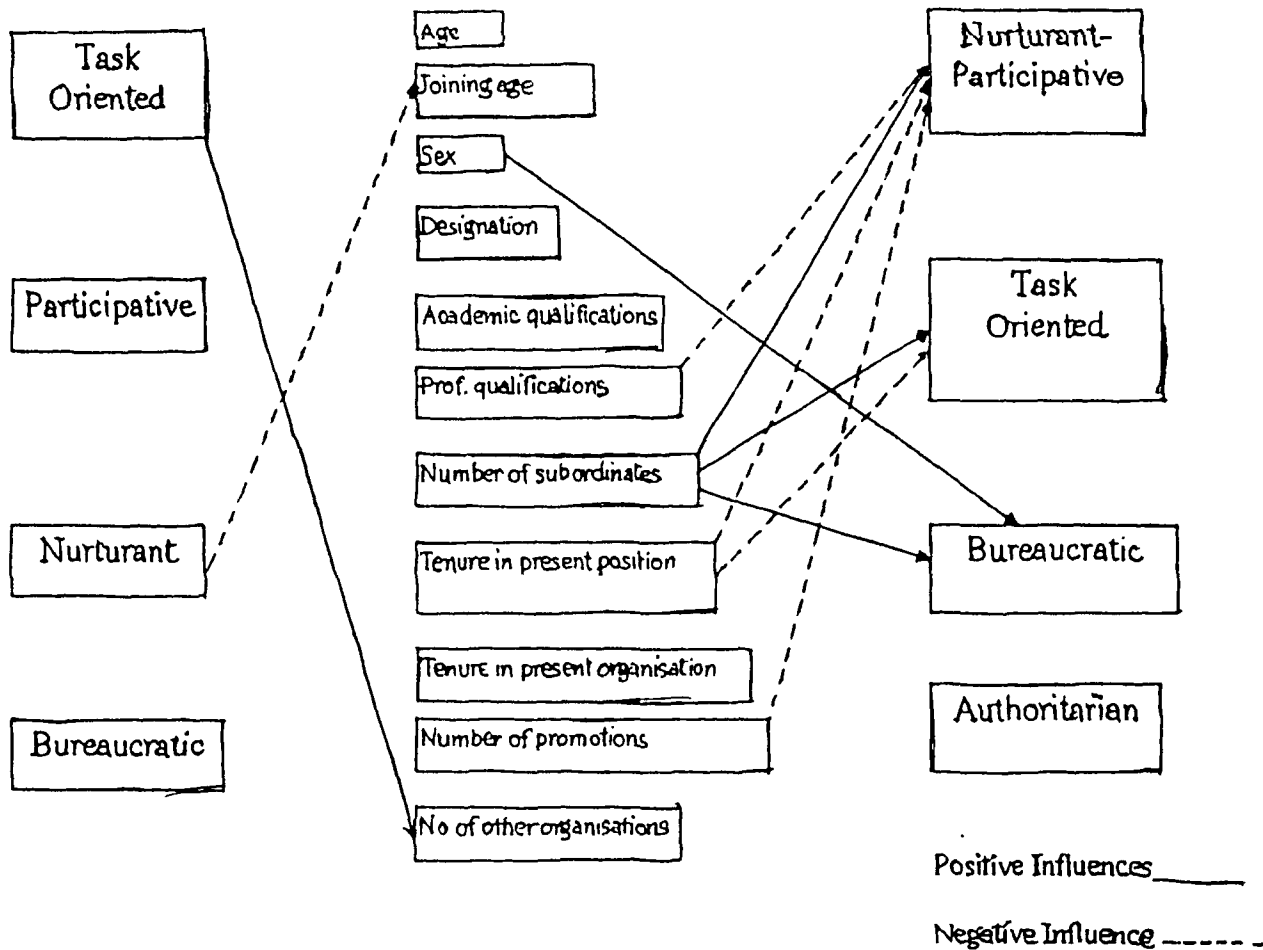 Task
Oriented
Participative
Nurturant
Bureaucratic
Age
Joining age
Sex
Designation
Academic qualifications
Prof. qualifications
Number of subordinates
Tenure in present position
Tenure in present organisation
Number of promotions
No of other organisations
Nurturant-
Participative
Task
Oriented
Bureaucratic
Authoritarian
Positive Influences
Negative Influence